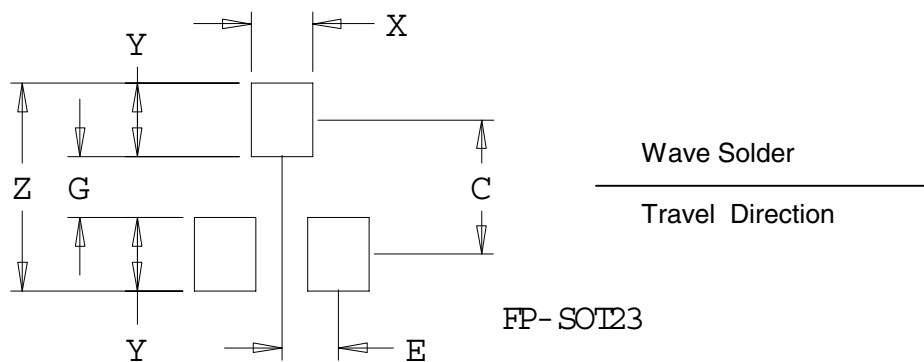 X
Y
Z
G
C
Wave Solder
Travel Direction
Y
E
FP-SOT23